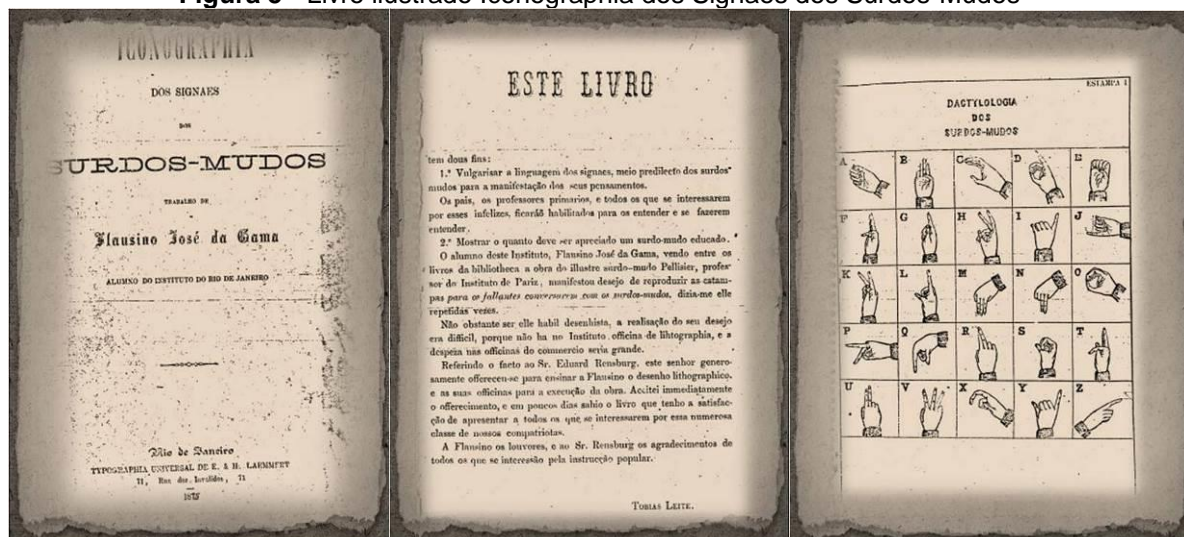 Figura 3 - Livro ilustrado Iconographia dos Signaes dos Surdos-Mudos
ICONOGRAPHIA
DOS SIGNAES
DOS
SURDOS-MUDOS
TRABALHO DE
Flausino José da Gama
ALUMNO DO INSTITUTO DO RIO DE JANEIRO
Rio de Janeiro
TYPOGRAPHIA UNIVERSAL DE E. & H. LAEMMERT
71, Rua dos Invalidos, 71
1875
ESTE LIVRO
tem dous fins:
1.º Vulgarisar a linguagem dos signaes, meio predilecto dos surdos-
mudos para a manifestação dos seus pensamentos.
Os pais, os professores primarios, e todos os que se interessarem
por esses infelizes, ficaráõ habilitados para os entender e se fazerem
entender.
2.º Mostrar o quanto deve ser apreciado um surdo-mudo educado.
O alumno deste Instituto, Flausino José da Gama, vendo entre os
livros da bibliotheca a obra do illustre surdo-mudo Pellisier, profes-
sor do Instituto de Pariz, manifestou desejo de reproduzir as estam-
pas para os fallantes conversarem com os surdos-mudos, dizia-me elle
repetidas vezes.
Não obstante ser elle habil desenhista, a realisação do seu desejo
era difficil, porque não ha no Instituto officina de lithographia, e a
despeza nas officinas do commercio seria grande.
Referindo o facto ao Sr. Eduard Rensburg, este senhor genero-
samente offereceu-se para ensinar a Flausino o desenho lithographico,
e as suas officinas para a execução da obra. Acceitei immediatamente
o offerecimento, e em poucos dias sahio o livro que tenho a satisfac-
ção de apresentar a todos os que se interessarem por essa numerosa
classe de nossos compatriotas.
A Flausino os louvores, e ao Sr. Rensburg os agradecimentos de
todos os que se interessão pela instrucção popular.
TOBIAS LEITE.
ESTAMPA 1
DACTYLOLOGIA
DOS
SURDOS-MUDOS
A B C D E
F G H I J
K L M N O
P Q R S T
U V X Y Z